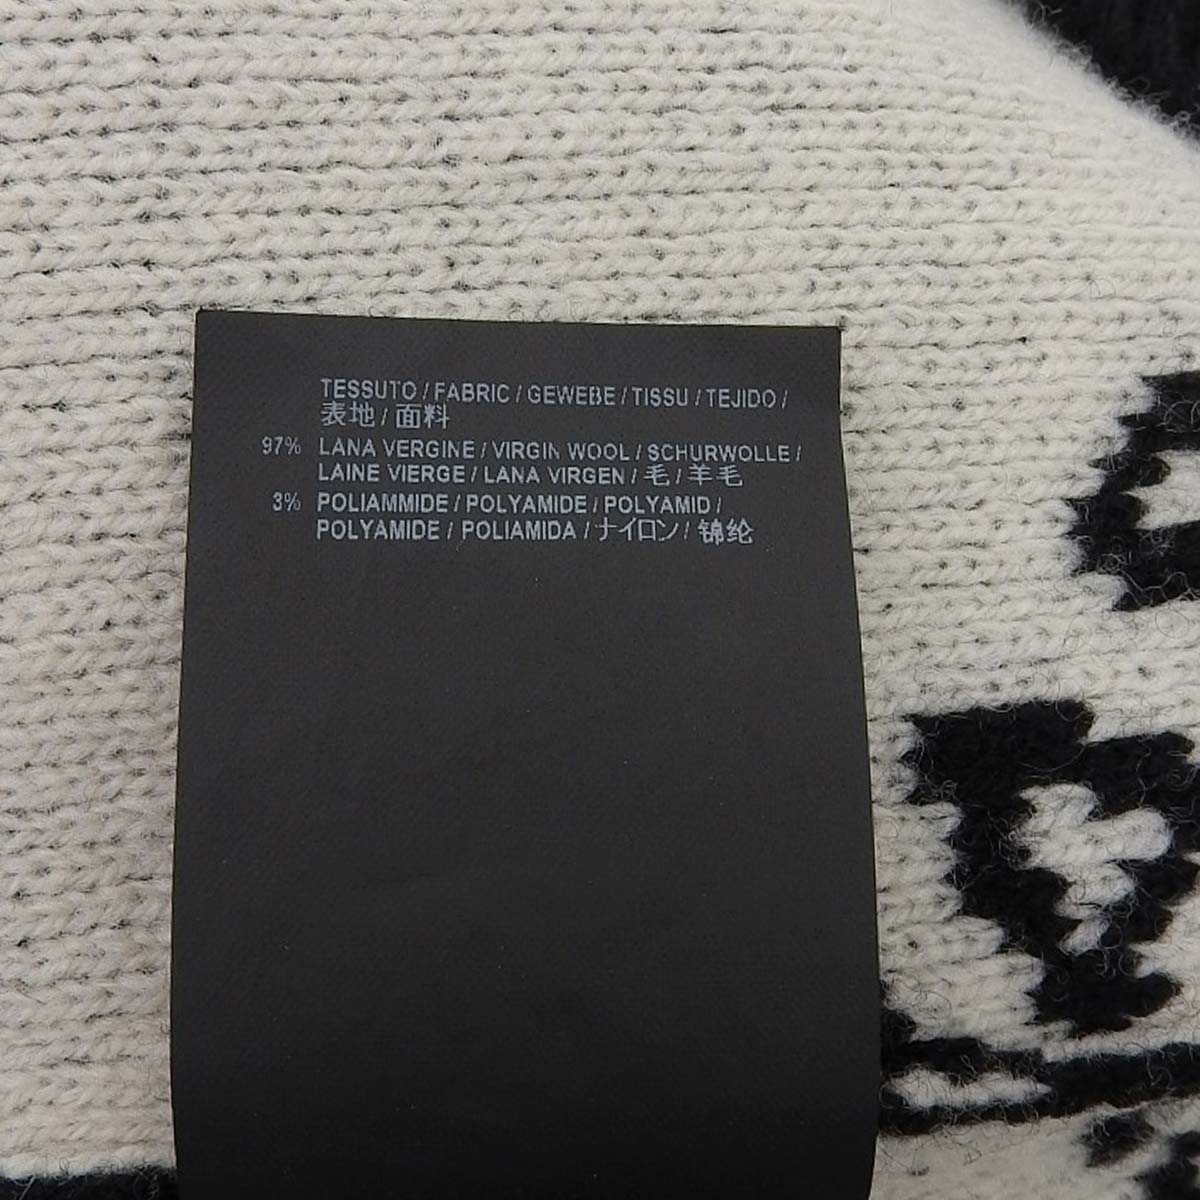 TESSUTO / FABRIC / GEWEBE / TISSU / TEJIDO /
表地 / 面料
97% LANA VERGINE / VIRGIN WOOL / SCHURWOLLE /
LAINE VIERGE / LANA VIRGEN / 毛 / 羊毛
3% POLIAMMIDE / POLYAMIDE / POLYAMID /
POLYAMIDE / POLIAMIDA / ナイロン / 锦纶